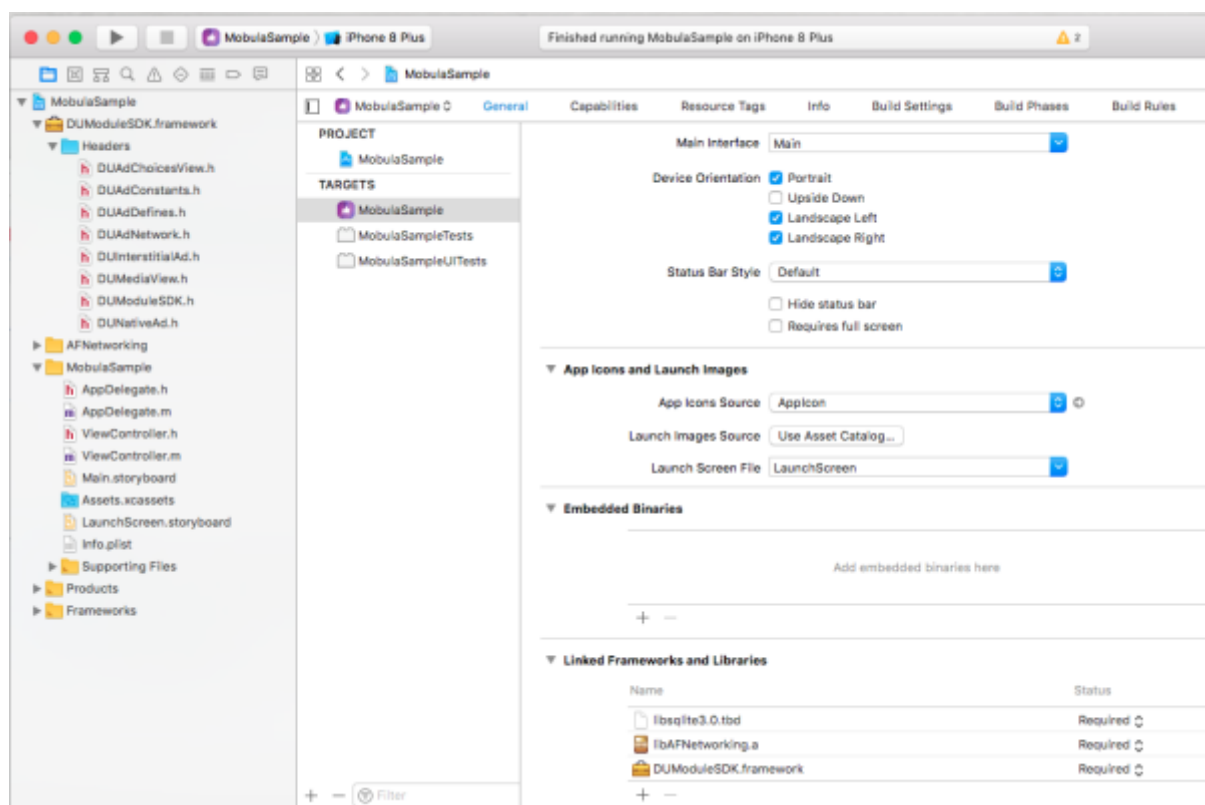 MobulaSample 〉 iPhone 8 Plus
Finished running MobulaSample on iPhone 8 Plus
2
MobulaSample
DUModuleSDK.framework
Headers
DUAdChoicesView.h
DUAdConstants.h
DUAdDefines.h
DUAdNetwork.h
DUInterstitialAd.h
DUMediaView.h
DUModuleSDK.h
DUNativeAd.h
AFNetworking
MobulaSample
AppDelegate.h
AppDelegate.m
ViewController.h
ViewController.m
Main.storyboard
Assets.xcassets
LaunchScreen.storyboard
Info.plist
Supporting Files
Products
Frameworks
MobulaSample
MobulaSample General Capabilities Resource Tags Info Build Settings Build Phases Build Rules
PROJECT
MobulaSample
TARGETS
MobulaSample
MobulaSampleTests
MobulaSampleUITests
Filter
Main Interface Main
Device Orientation Portrait
Upside Down
Landscape Left
Landscape Right
Status Bar Style Default
Hide status bar
Requires full screen
App Icons and Launch Images
App Icons Source AppIcon
Launch Images Source Use Asset Catalog...
Launch Screen File LaunchScreen
Embedded Binaries
Add embedded binaries here
Linked Frameworks and Libraries
Name Status
libsqlite3.0.tbd Required
libAFNetworking.a Required
DUModuleSDK.framework Required